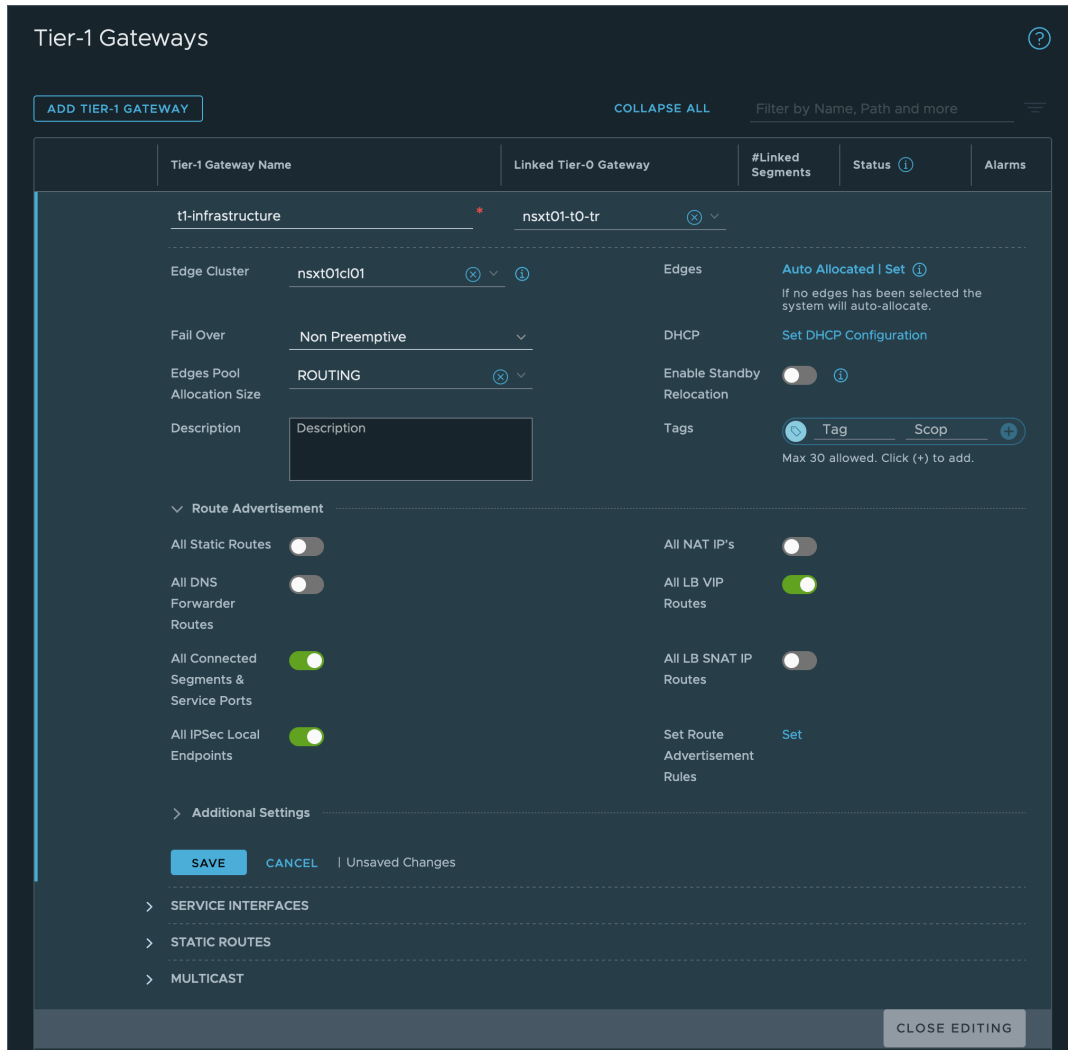 Tier-1 Gateways
ADD TIER-1 GATEWAY
COLLAPSE ALL
Filter by Name, Path and more
Tier-1 Gateway Name
Linked Tier-0 Gateway
#Linked
Segments
Status
Alarms
t1-infrastructure *
nsxt01-t0-tr
Edge Cluster
nsxt01cl01
Edges
Auto Allocated | Set
If no edges has been selected the
system will auto-allocate.
Fail Over
Non Preemptive
DHCP
Set DHCP Configuration
Edges Pool
Allocation Size
ROUTING
Enable Standby
Relocation
Description
Description
Tags
Tag
Scop
Max 30 allowed. Click (+) to add.
Route Advertisement
All Static Routes
All NAT IP's
All DNS
Forwarder
Routes
All LB VIP
Routes
All Connected
Segments &
Service Ports
All LB SNAT IP
Routes
All IPSec Local
Endpoints
Set Route
Advertisement
Rules
Set
Additional Settings
SAVE
CANCEL
| Unsaved Changes
SERVICE INTERFACES
STATIC ROUTES
MULTICAST
CLOSE EDITING